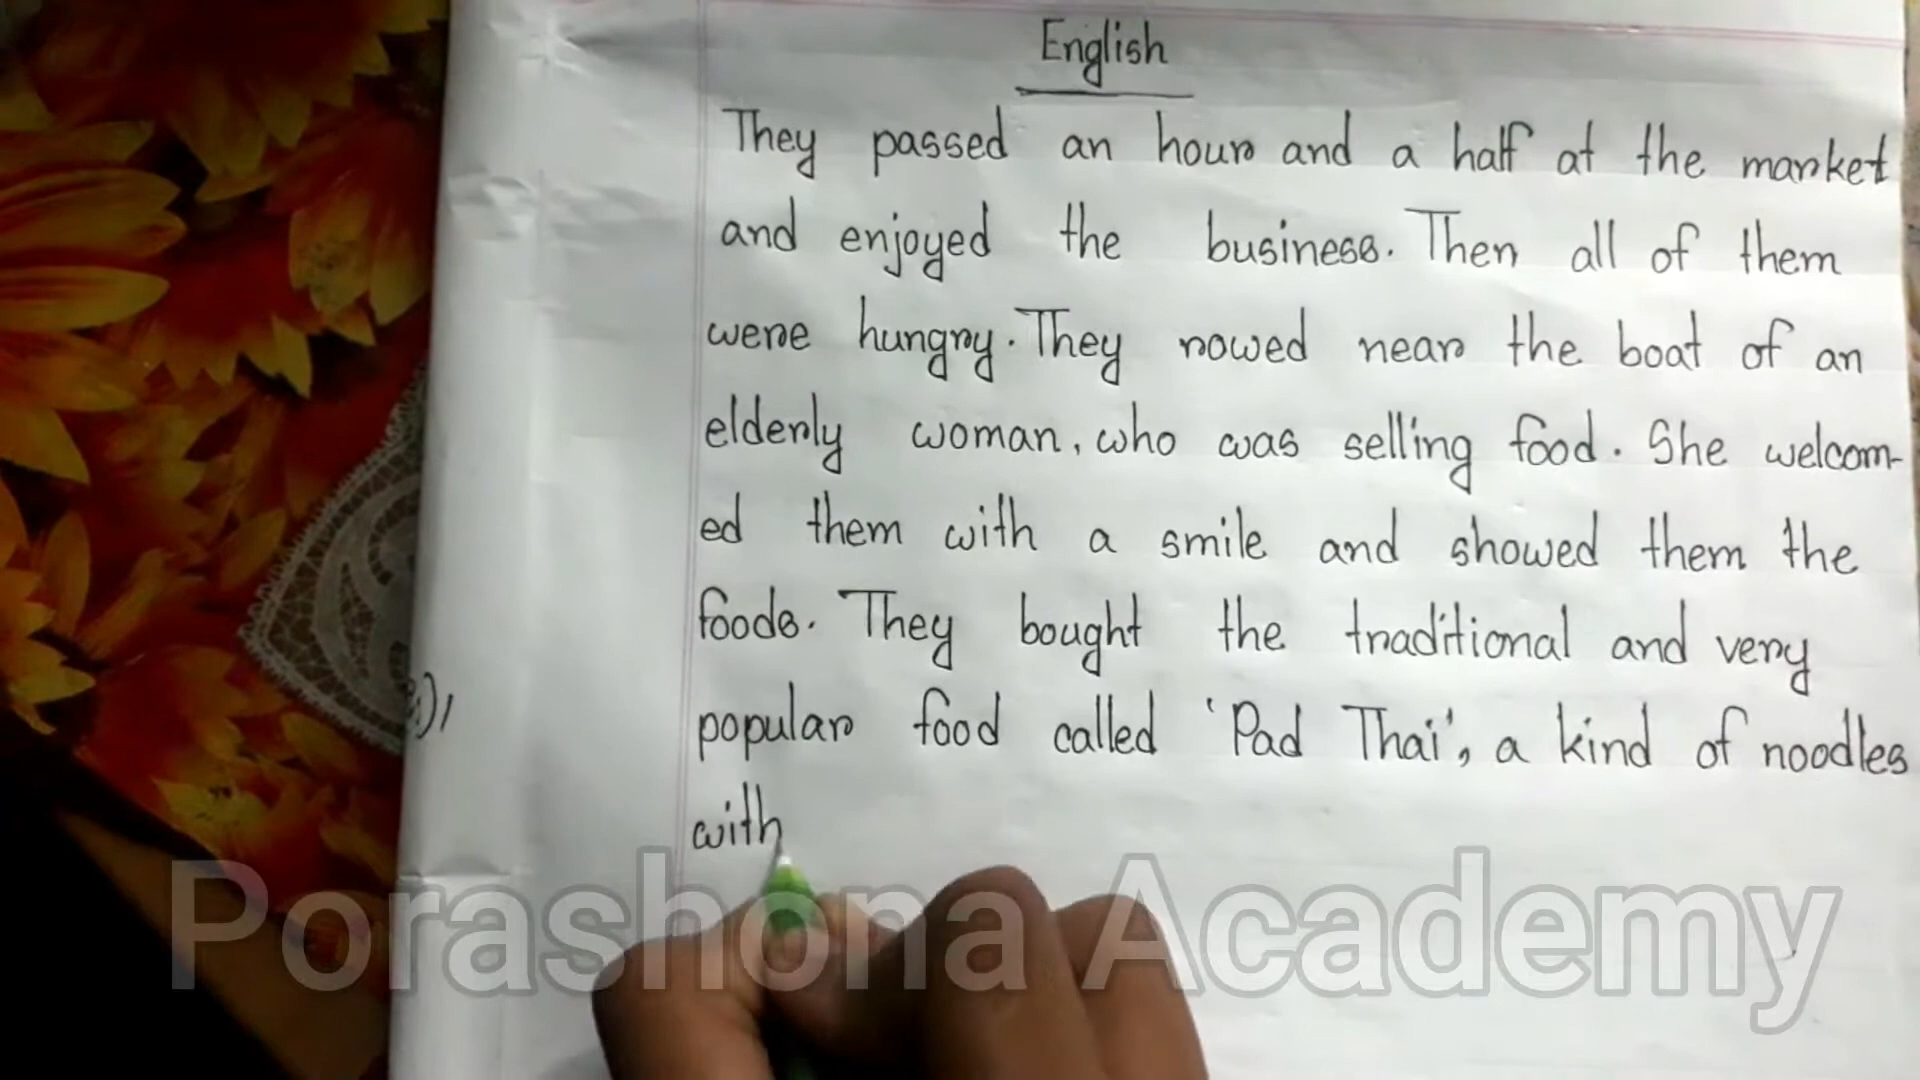 English
They passed an hour and a half at the market
and enjoyed the business. Then all of them
were hungry. They rowed near the boat of an
elderly woman, who was selling food. She welcom-
ed them with a smile and showed them the
foods. They bought the traditional and very
popular food called 'Pad Thai', a kind of noodles
with
Porashona Academy